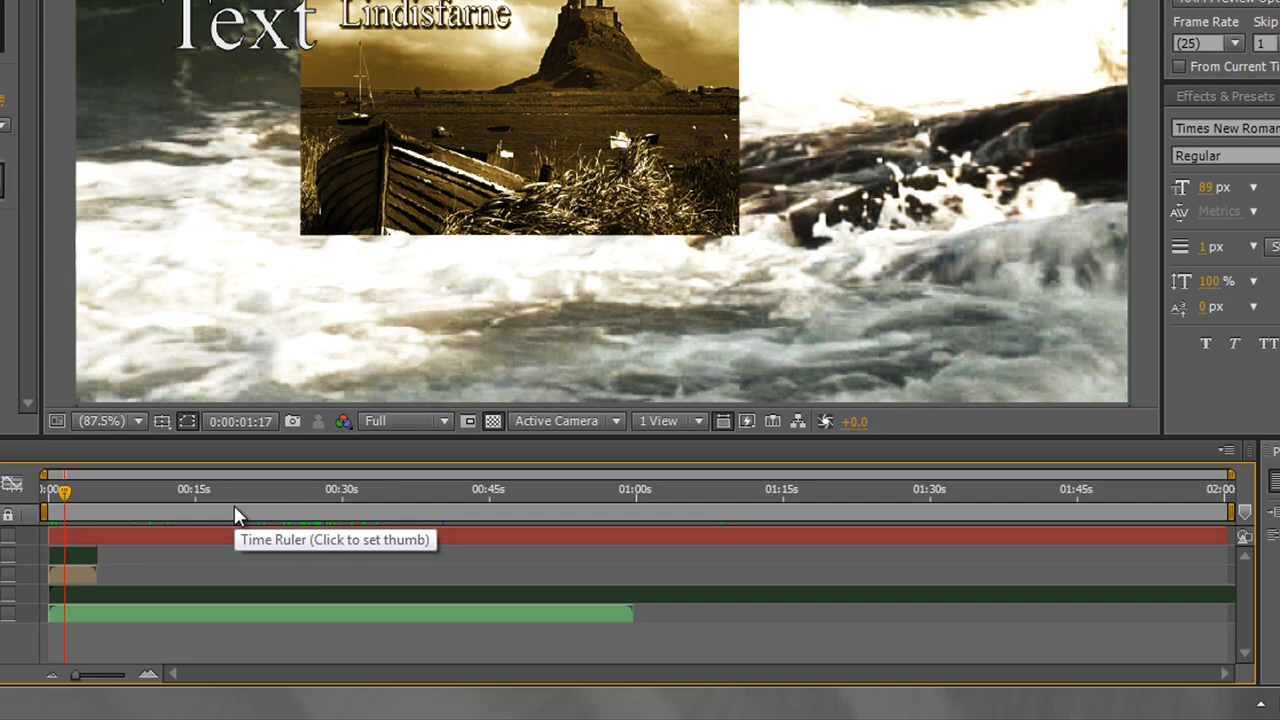 Text
Lindisfarne
Frame Rate Skip
(25) 1
From Current Ti
Effects & Presets
Times New Roman
Regular
89 px
Metrics
1 px
100 %
0 px
T T TT
(87.5%) 0:00:01:17 Full Active Camera 1 View +0.0
):00 00:15s 00:30s 00:45s 01:00s 01:15s 01:30s 01:45s 02:00
Time Ruler (Click to set thumb)